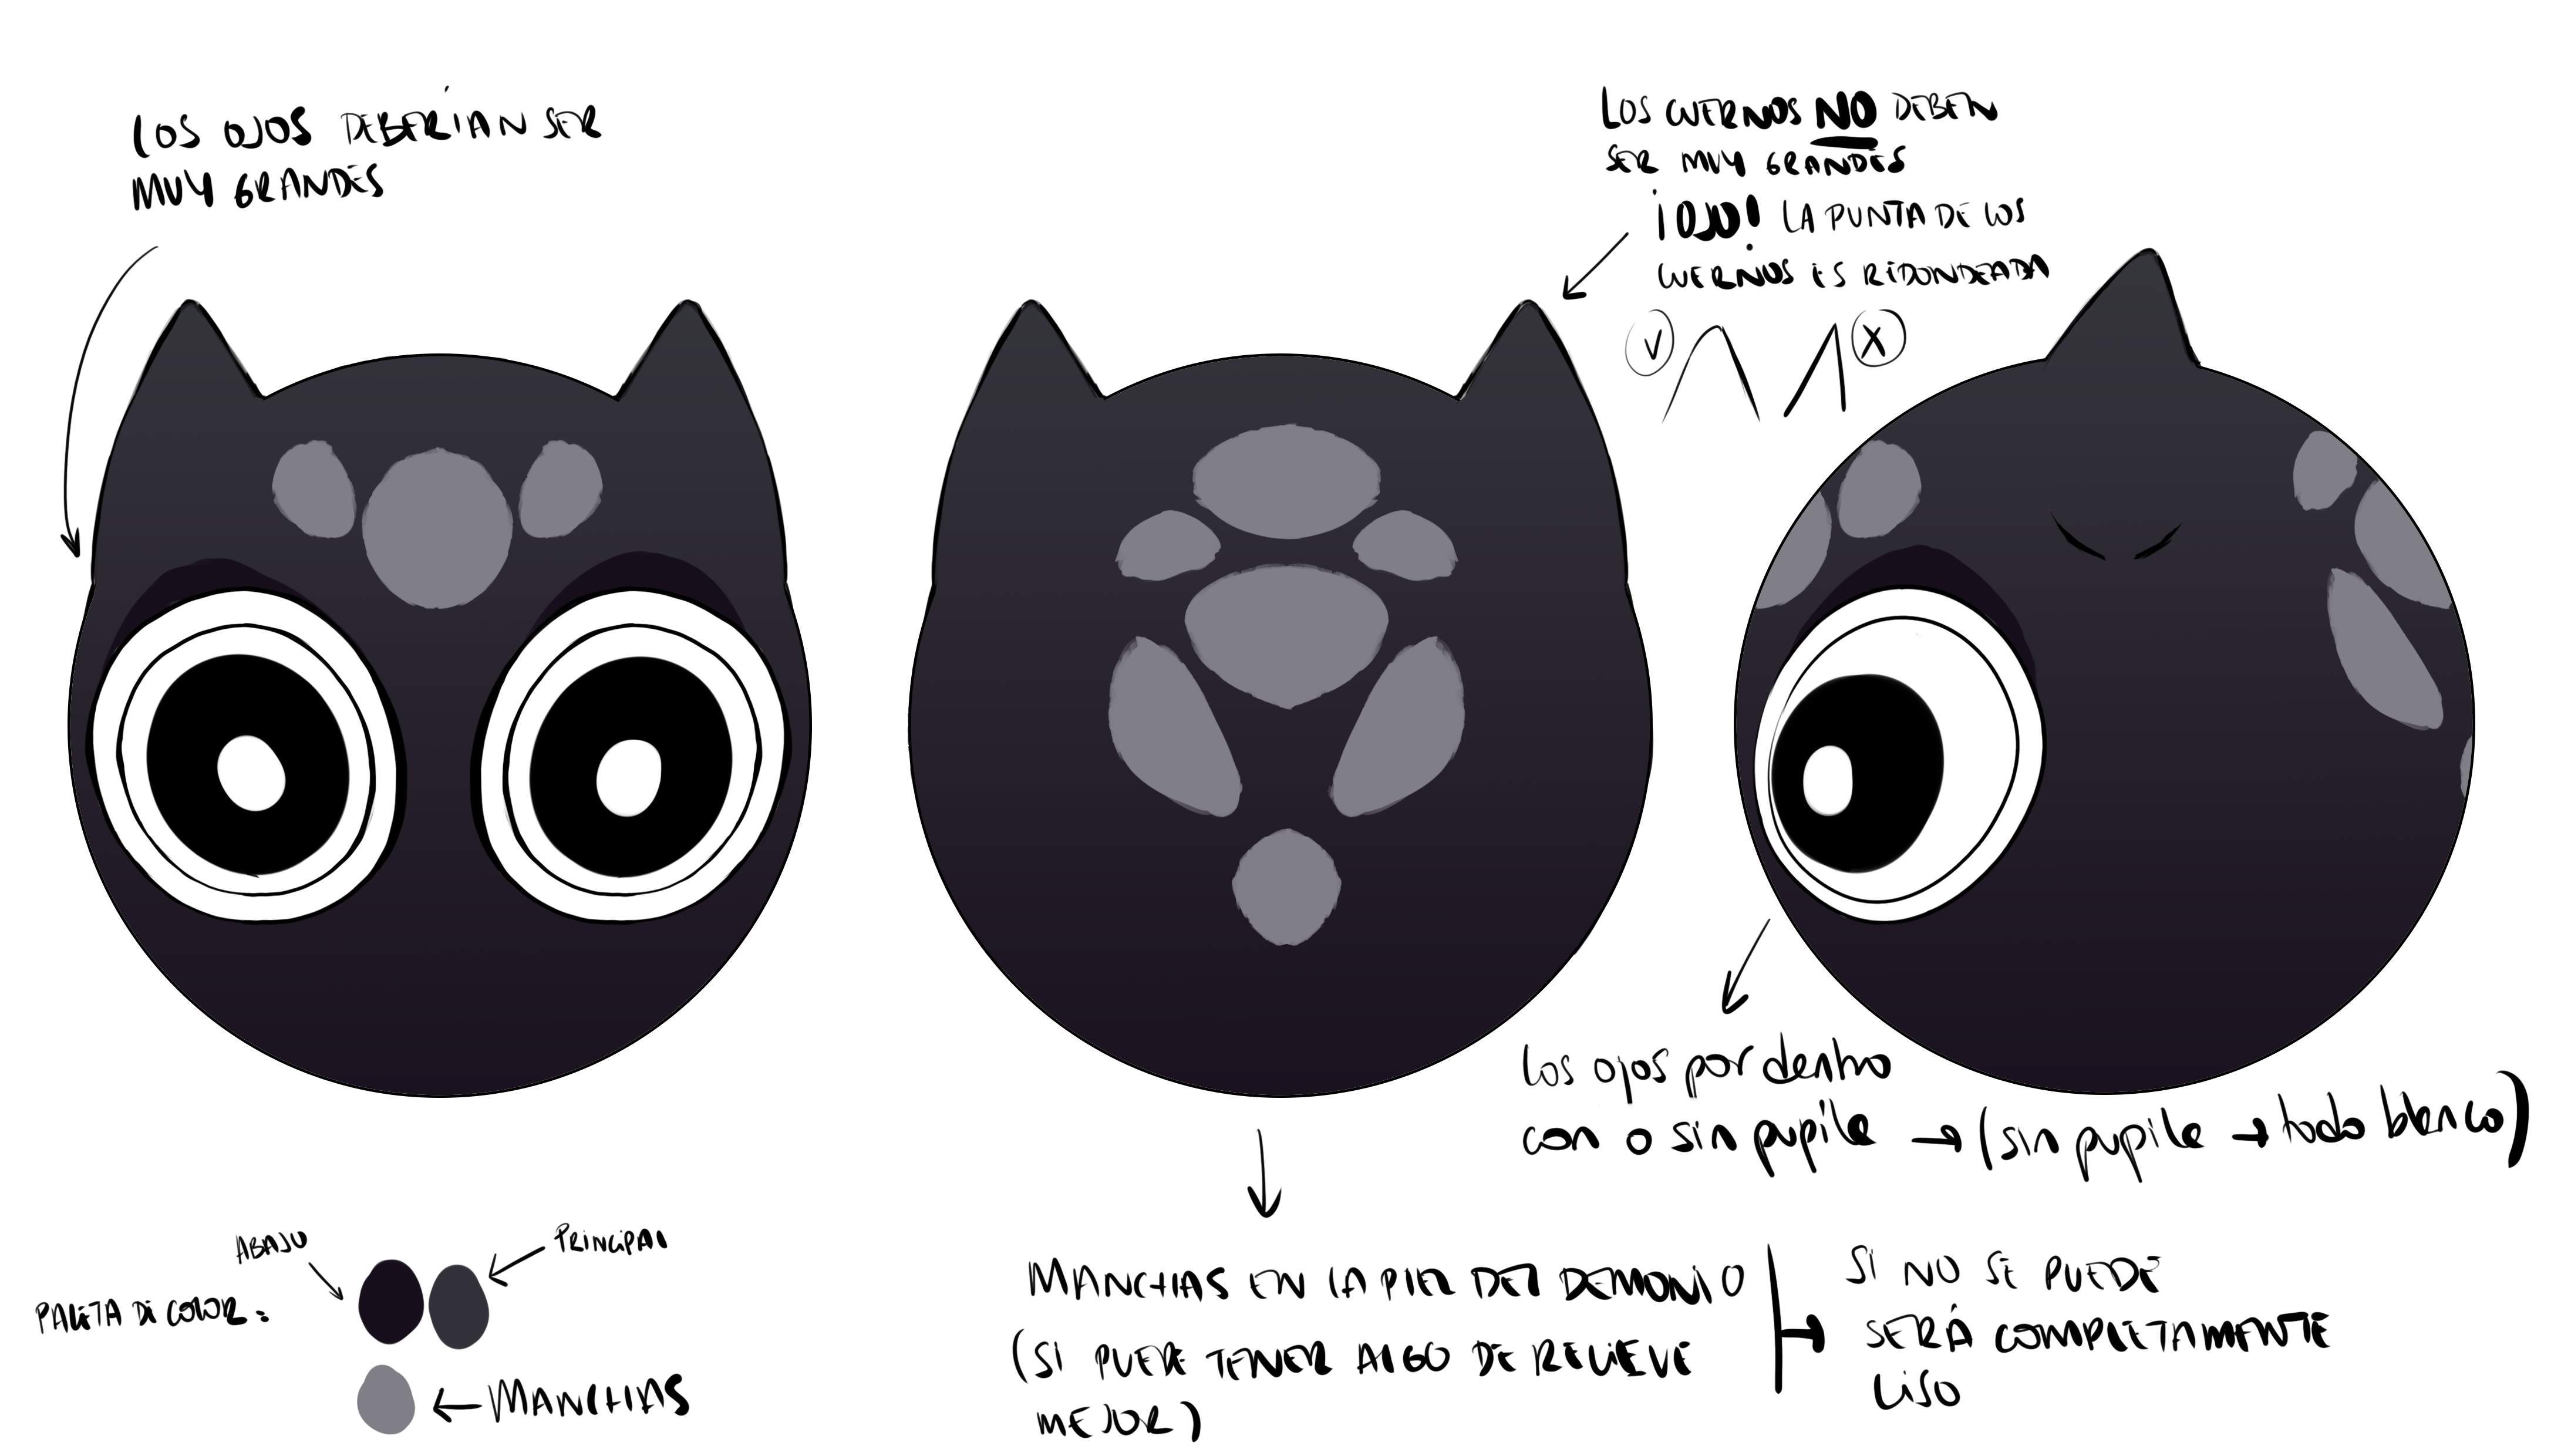 LOS OJOS DEBERÍAN SER
MUY GRANDES
LOS CUERNOS NO DEBEN
SER MUY GRANDES
¡OJO! LA PUNTA DE LOS
CUERNOS ES REDONDEADA
V X
Los ojos por dentro
con o sin pupila → (sin pupila → todo blanco)
ABAJO
PRINCIPAL
PALETA DE COLOR:
← MANCHAS
MANCHAS EN LA PIEL DEL DEMONIO
(SI PUEDE TENER ALGO DE RELIEVE
MEJOR)
SI NO SE PUEDE
SERÁ COMPLETAMENTE
LISO